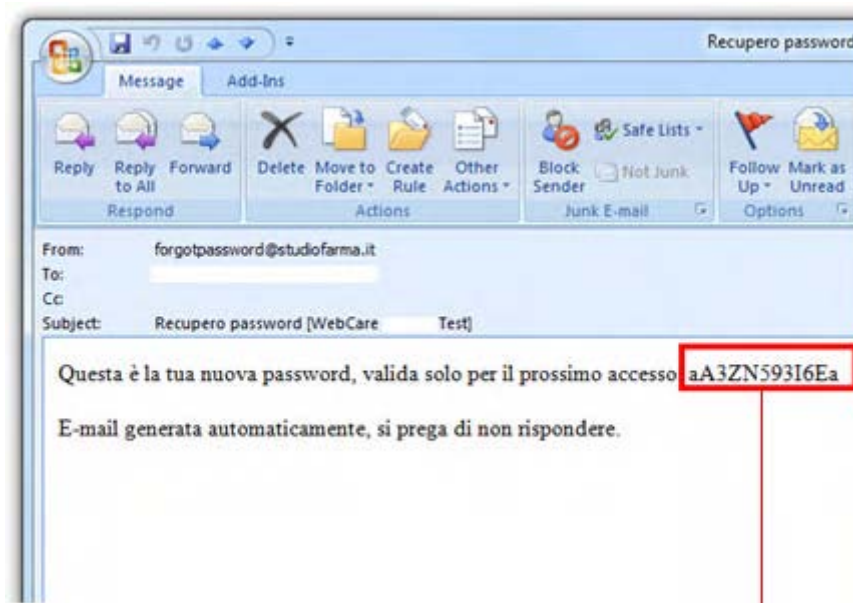 Recupero password
Message Add-Ins
Reply Reply to All Forward Delete Move to Folder Create Rule Other Actions Block Sender Safe Lists Not Junk Follow Up Mark as Unread
Respond Actions Junk E-mail Options
From: forgotpassword@studiofarma.it
To:
Cc:
Subject: Recupero password [WebCare Test]
Questa è la tua nuova password, valida solo per il prossimo accesso aA3ZN593I6Ea
E-mail generata automaticamente, si prega di non rispondere.